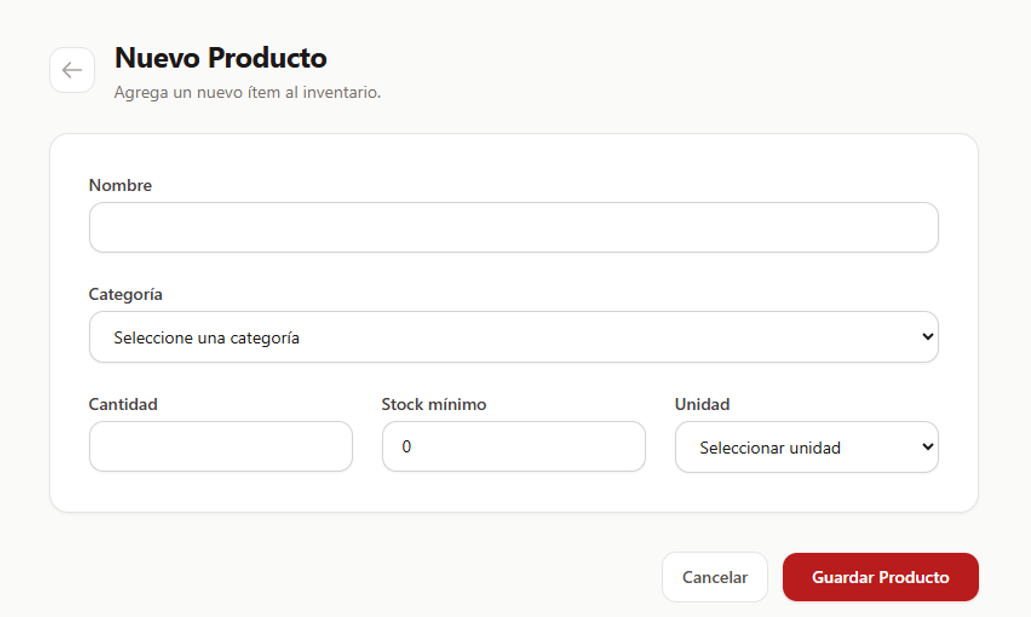 Nuevo Producto
Agrega un nuevo ítem al inventario.
Nombre
Categoría
Seleccione una categoría
Cantidad Stock mínimo Unidad
0 Seleccionar unidad
Cancelar Guardar Producto